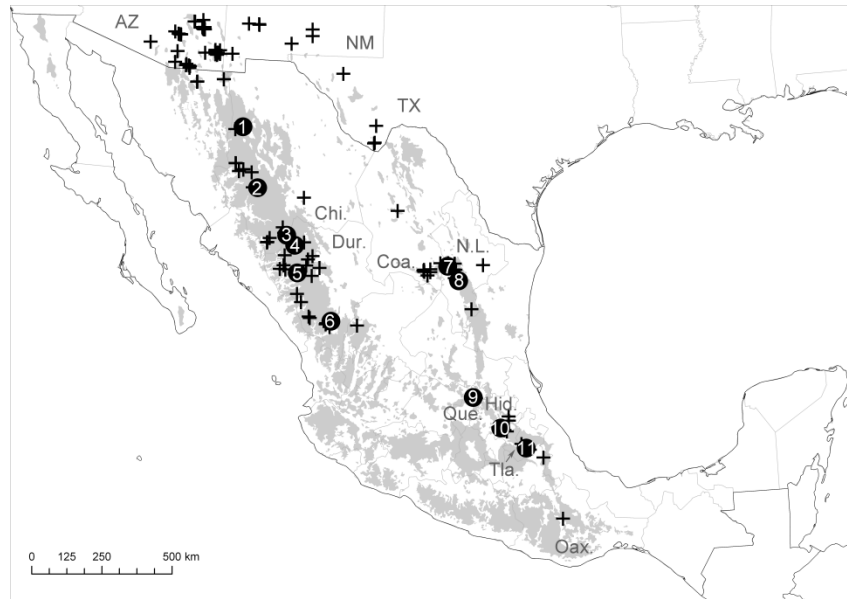 AZ
NM
TX
1
2
Chi.
3
4
Dur.
N.L.
Coa.
7
5
8
6
9
Hid.
Que.
10
11
Tla.
Oax.
0 125 250 500 km